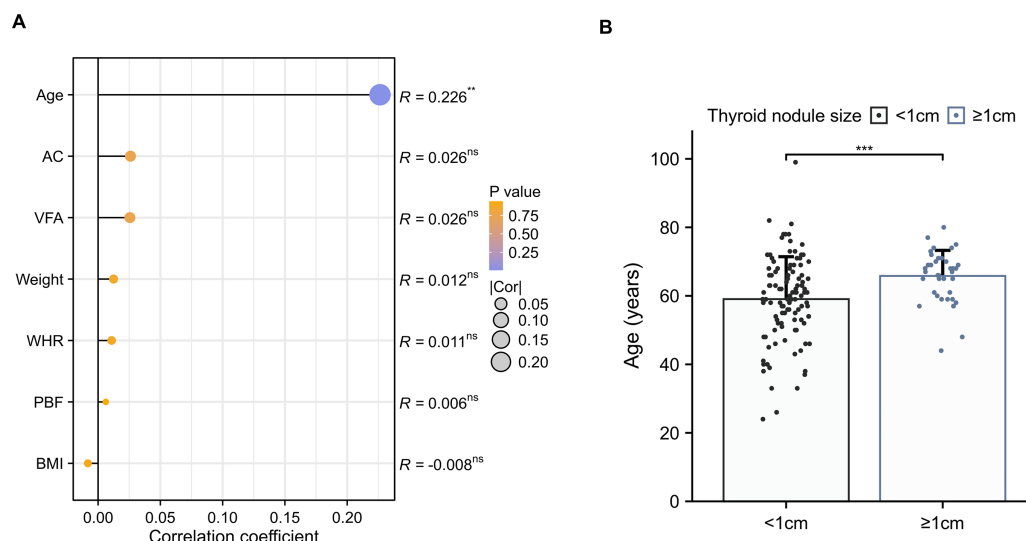 A
Age
R = 0.226**
AC
R = 0.026ns
VFA
R = 0.026ns
Weight
R = 0.012ns
WHR
R = 0.011ns
PBF
R = 0.006ns
BMI
R = -0.008ns
0.00 0.05 0.10 0.15 0.20
Correlation coefficient
P value
0.75
0.50
0.25
|Cor|
0.05
0.10
0.15
0.20
B
Thyroid nodule size <1cm ≥1cm
***
Age (years)
100
80
60
40
20
0
<1cm ≥1cm